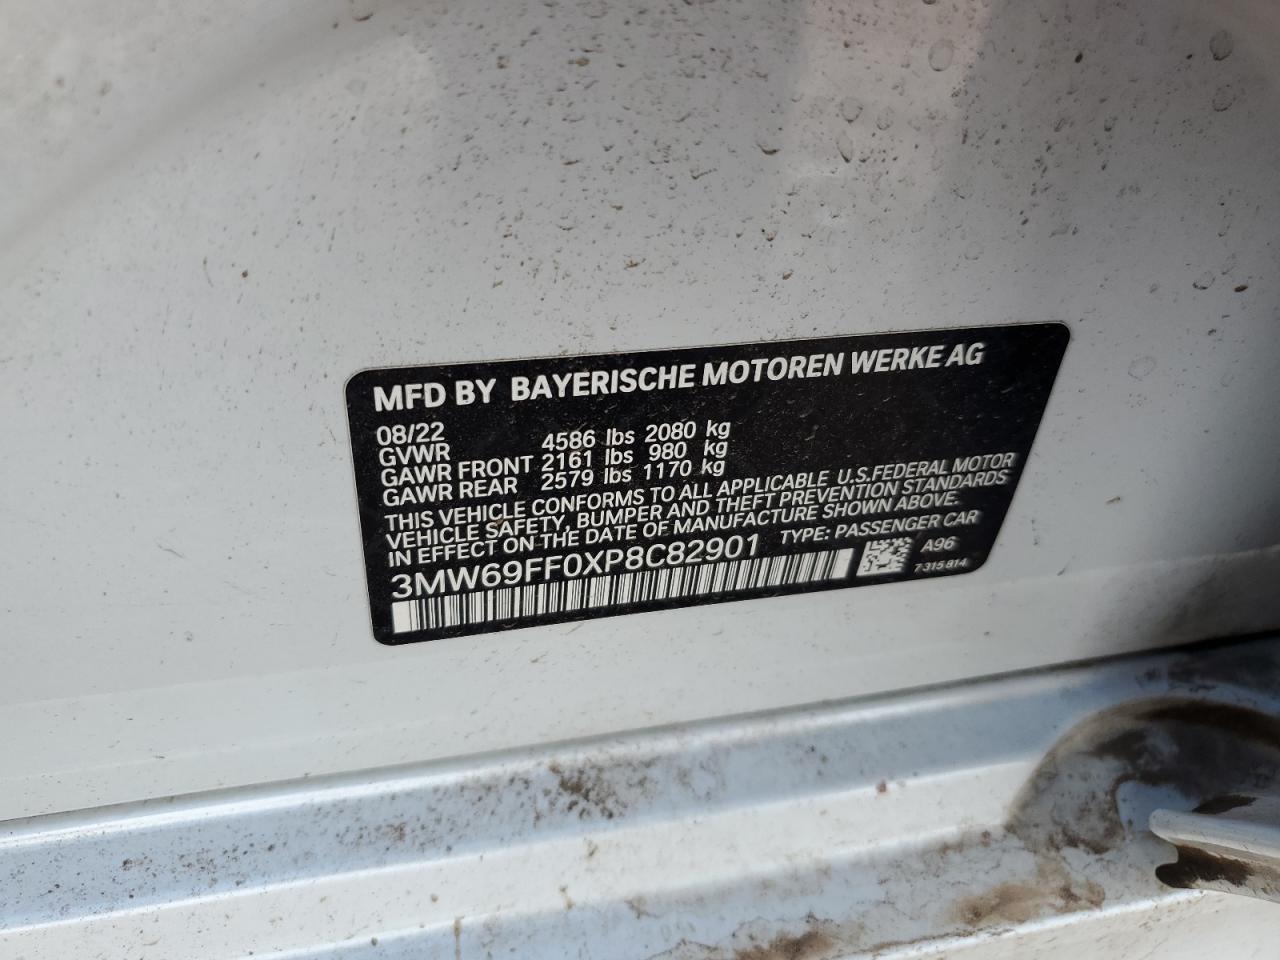 MFD BY BAYERISCHE MOTOREN WERKE AG
08/22
GVWR 4586 lbs 2080 kg
GAWR FRONT 2161 lbs 980 kg
GAWR REAR 2579 lbs 1170 kg
THIS VEHICLE CONFORMS TO ALL APPLICABLE U.S.FEDERAL MOTOR
VEHICLE SAFETY, BUMPER AND THEFT PREVENTION STANDARDS
IN EFFECT ON THE DATE OF MANUFACTURE SHOWN ABOVE.
3MW69FF0XP8C82901 TYPE: PASSENGER CAR
A96
7 315 814